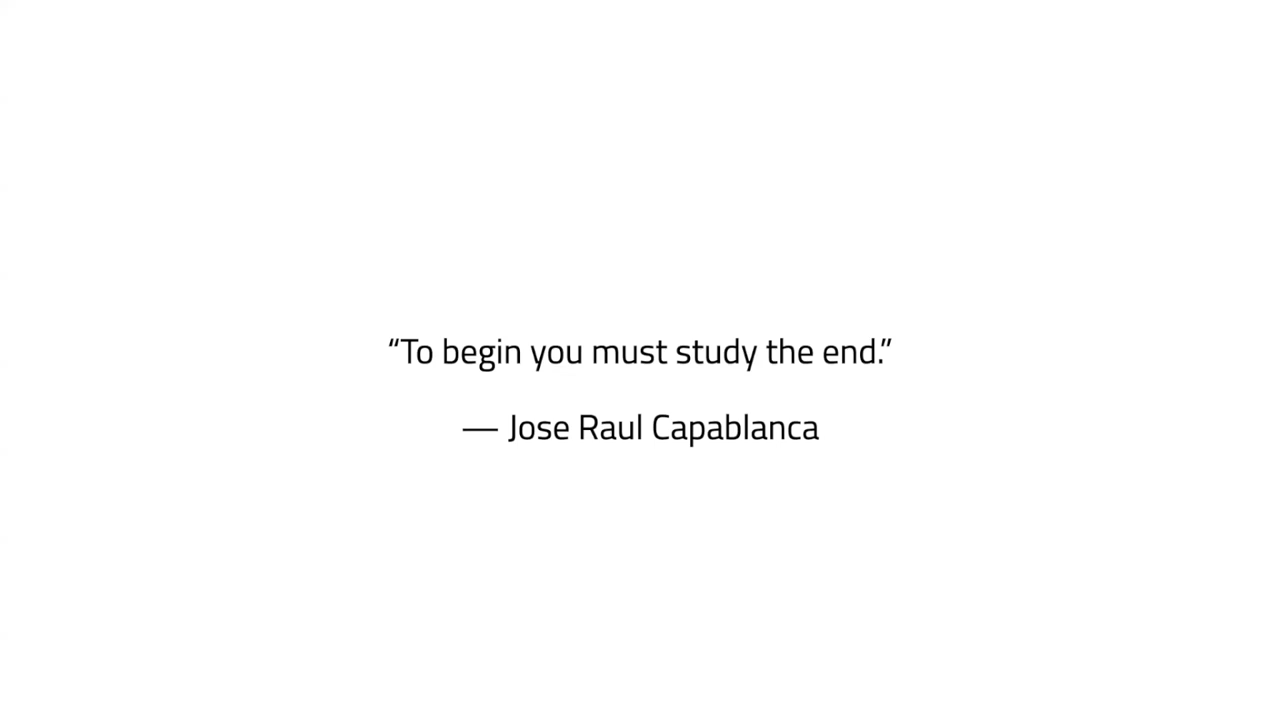 “To begin you must study the end.”
— Jose Raul Capablanca